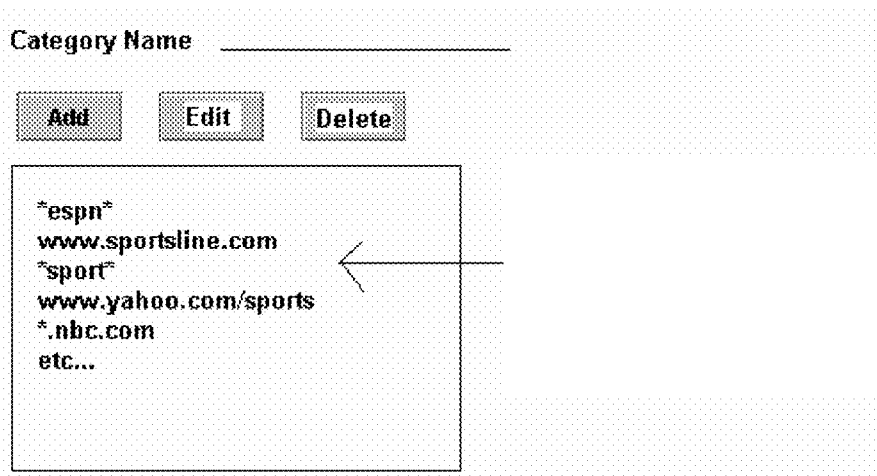 Category Name
Add Edit Delete
*espn*
www.sportsline.com
*sport*
www.yahoo.com/sports
*.nbc.com
etc...